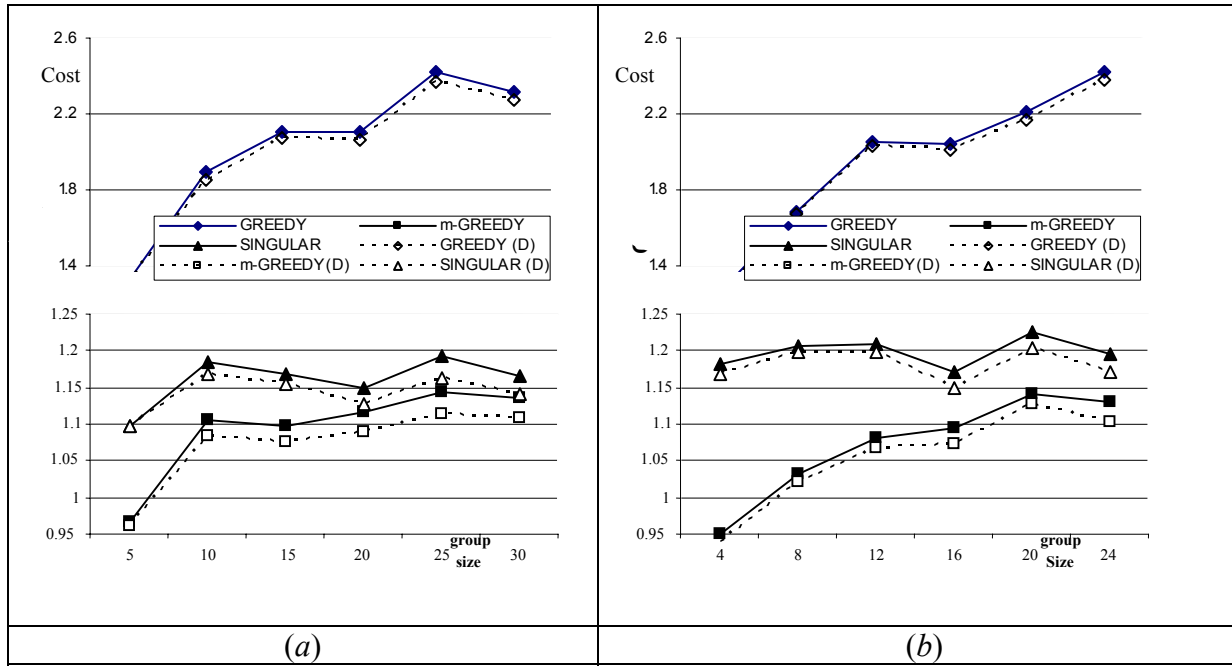 2.6
Cost
2.2
1.8
1.4
GREEDY m-GREEDY
SINGULAR GREEDY (D)
m-GREEDY(D) SINGULAR (D)
1.25
1.2
1.15
1.1
1.05
1
0.95
5 10 15 20 25 30
group
size
(a)
2.6
Cost
2.2
1.8
1.4
GREEDY m-GREEDY
SINGULAR GREEDY (D)
m-GREEDY(D) SINGULAR (D)
1.25
1.2
1.15
1.1
1.05
1
0.95
4 8 12 16 20 24
group
Size
(b)